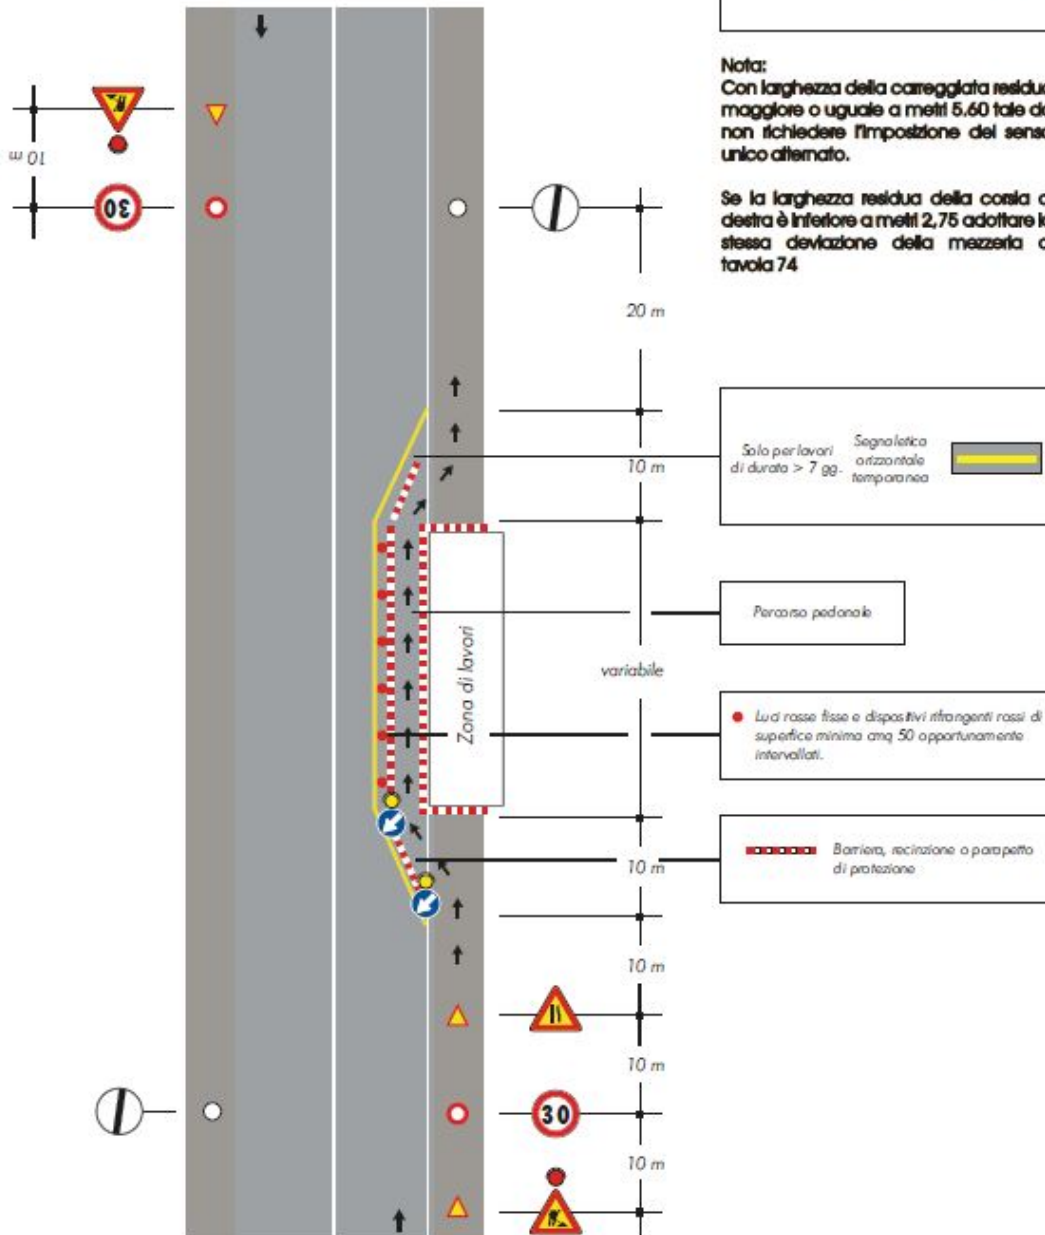 Nota:
Con larghezza della carreggiata residua
maggiore o uguale a metri 5.60 tale da
non richiedere l'imposizione del senso
unico alternato.
Se la larghezza residua della corsia d
destra è inferiore a metri 2,75 adottare la
stessa deviazione della mezzeria d
tavola 74
10 m
30
20 m
10 m
Solo per lavori
di durata > 7 gg.
Segnaletica
orizzontale
temporanea
Percorso pedonale
variabile
Zona di lavori
Luci rosse fisse e dispositivi rifrangenti rossi di
superfice minima cmq 50 opportunamente
intervallati.
Barriera, recinzione o parapetto
di protezione
10 m
10 m
10 m
30
10 m